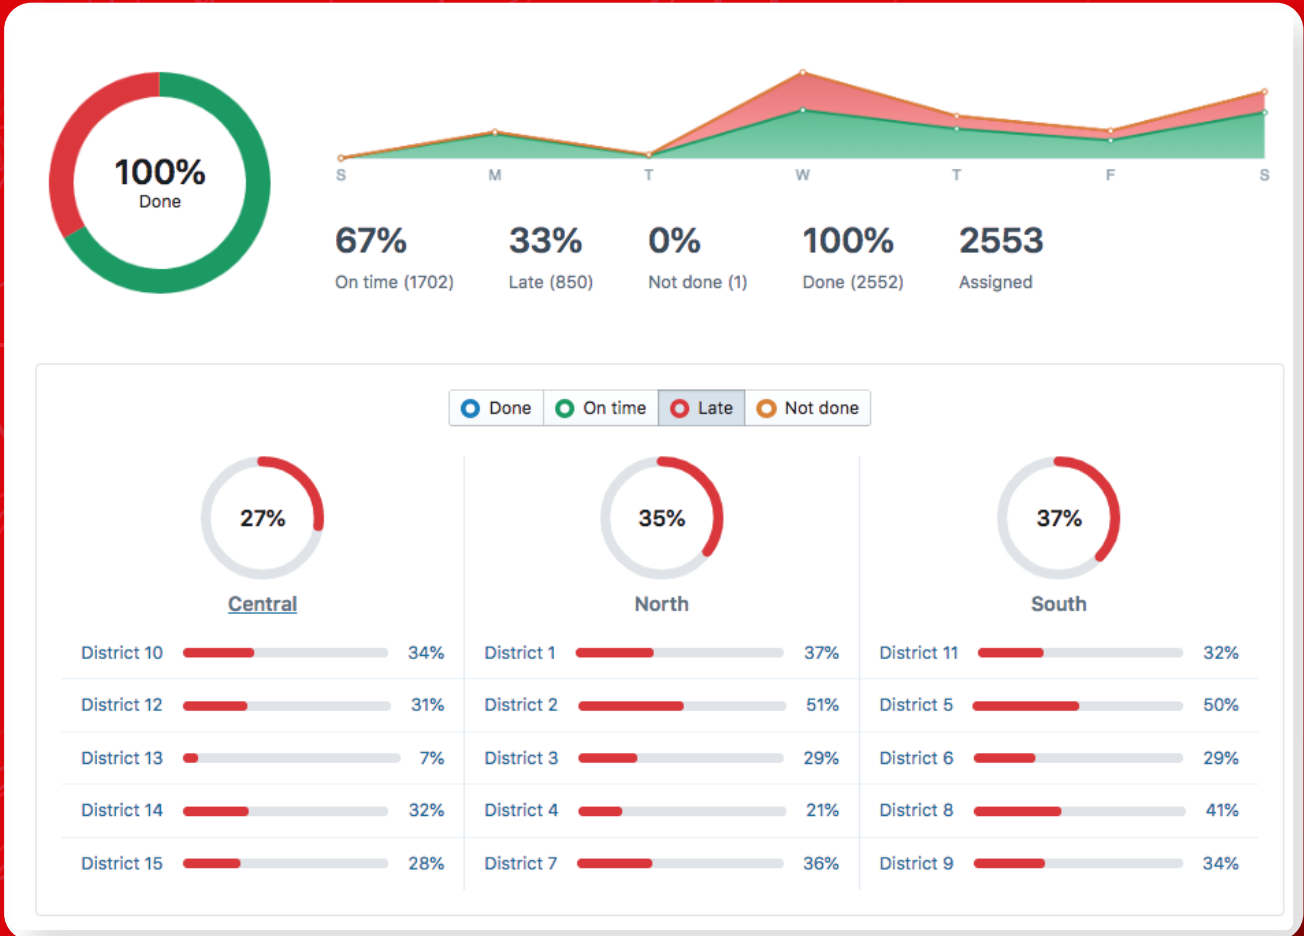 100%
Done
S M T W T F S
67% 33% 0% 100% 2553
On time (1702) Late (850) Not done (1) Done (2552) Assigned
Done On time Late Not done
27% 35% 37%
Central North South
District 10 34% District 1 37% District 11 32%
District 12 31% District 2 51% District 5 50%
District 13 7% District 3 29% District 6 29%
District 14 32% District 4 21% District 8 41%
District 15 28% District 7 36% District 9 34%